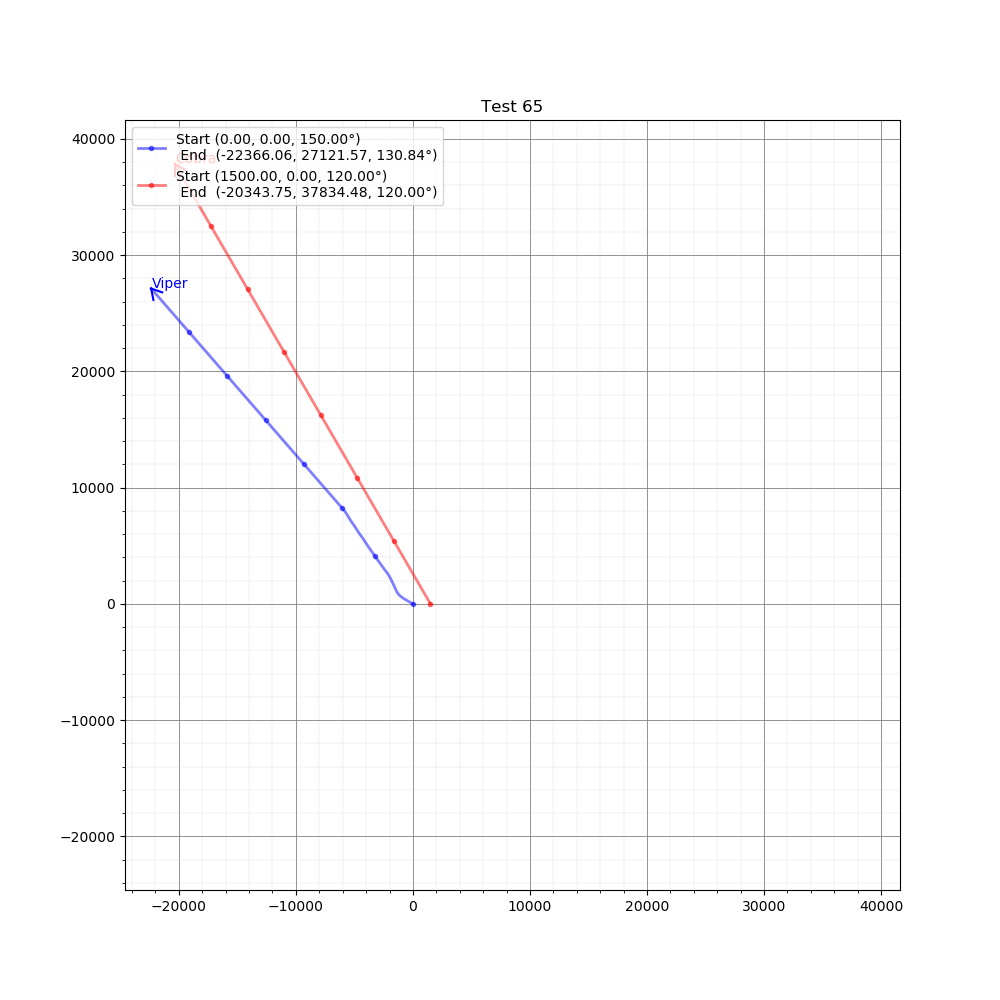 Test 65
Start (0.00, 0.00, 150.00°)
End (-22366.06, 27121.57, 130.84°)
Start (1500.00, 0.00, 120.00°)
End (-20343.75, 37834.48, 120.00°)
Viper
40000
30000
20000
10000
0
−10000
−20000
−20000 −10000 0 10000 20000 30000 40000